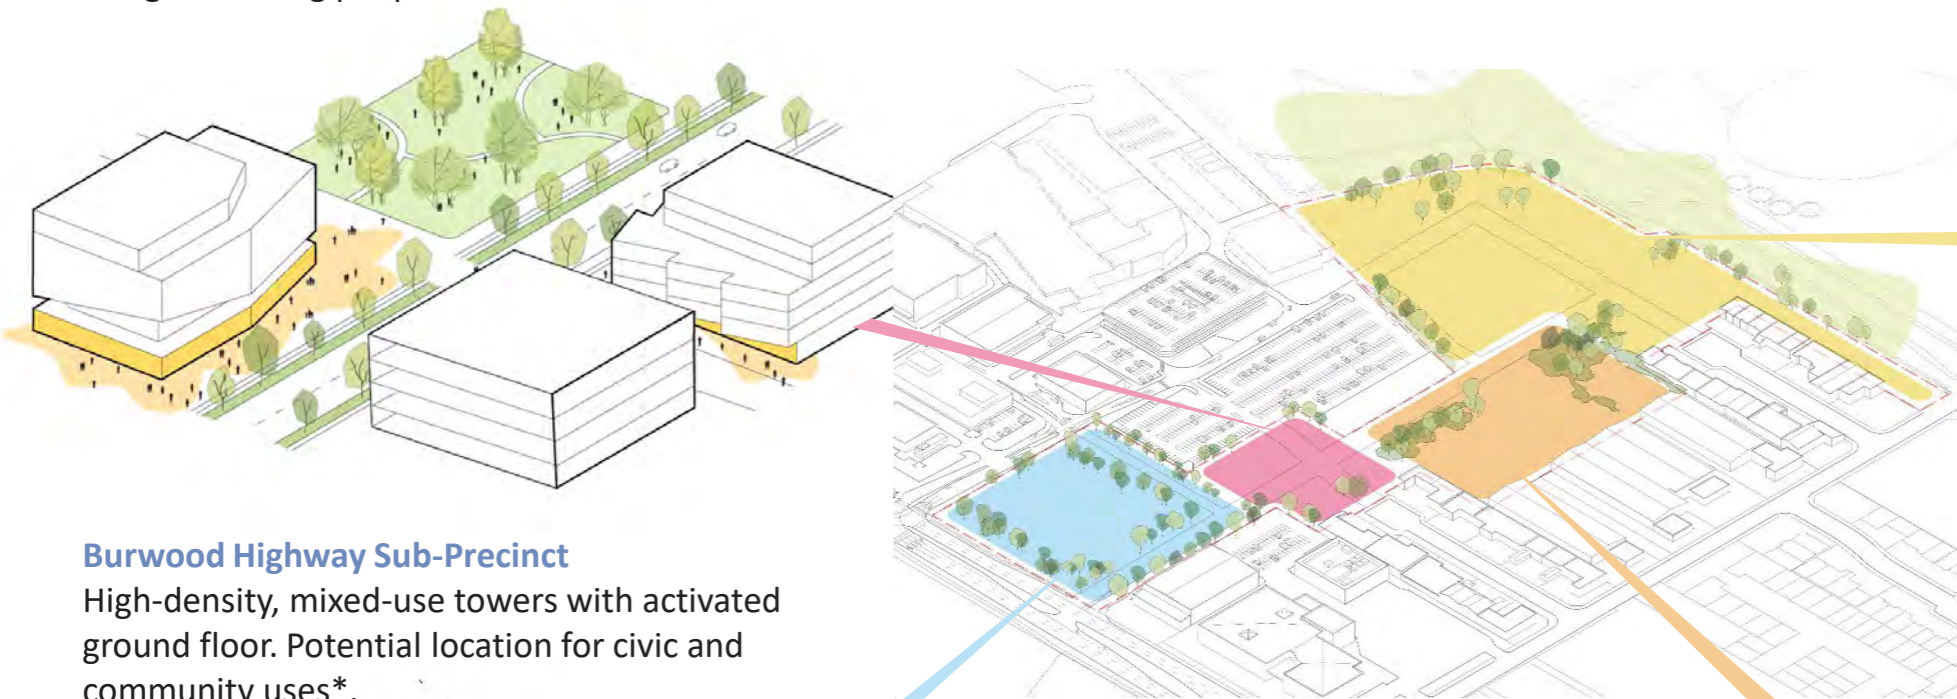 Burwood Highway Sub-Precinct
High-density, mixed-use towers with activated
ground floor. Potential location for civic and
community uses*.